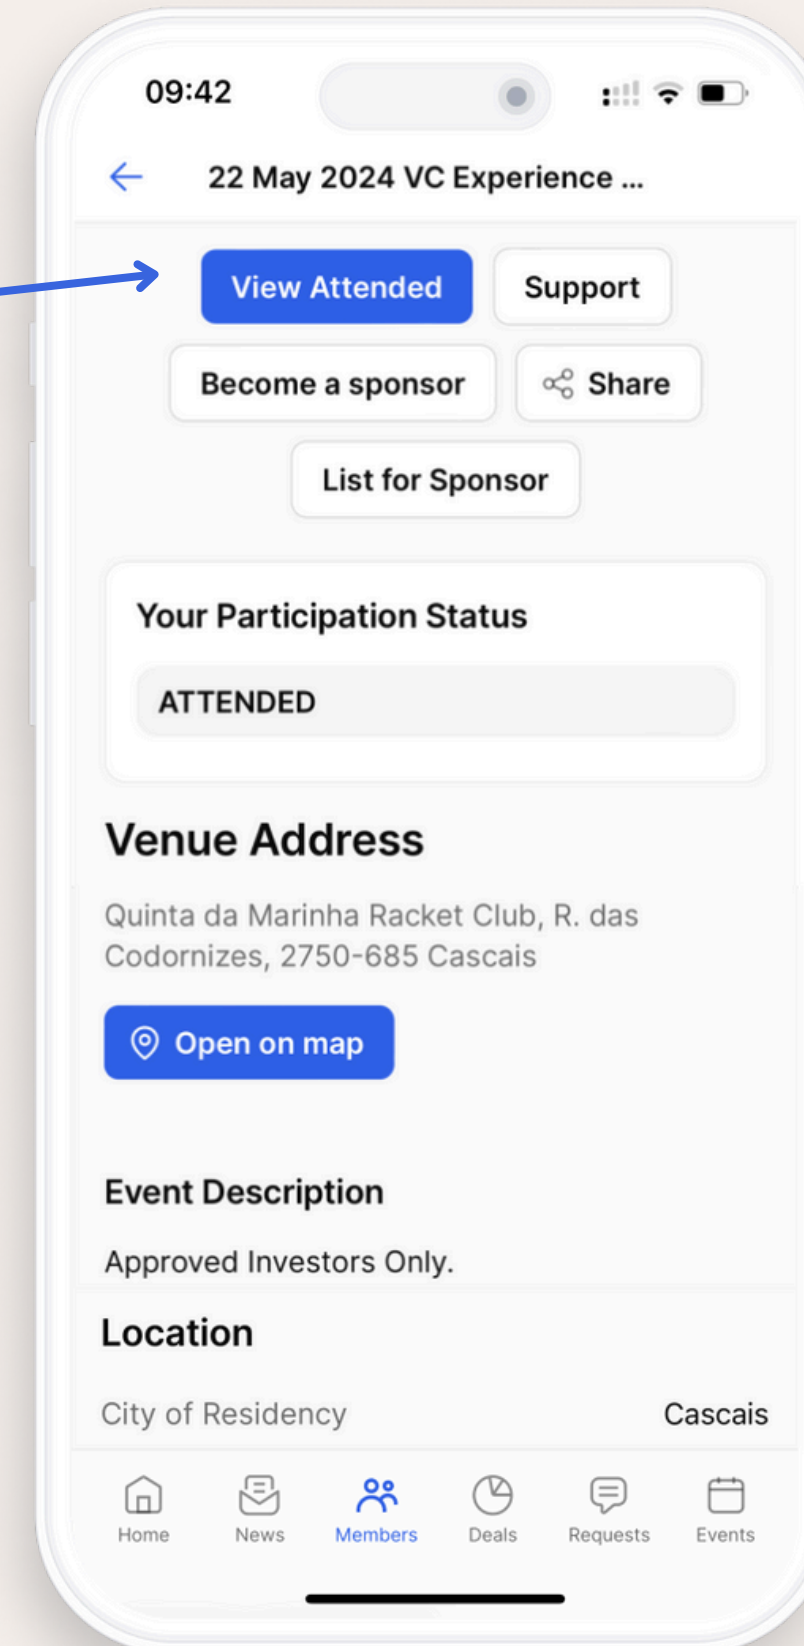 09:42
22 May 2024 VC Experience ...
View Attended
Support
Become a sponsor
Share
List for Sponsor
Your Participation Status
ATTENDED
Venue Address
Quinta da Marinha Racket Club, R. das
Codornizes, 2750-685 Cascais
Open on map
Event Description
Approved Investors Only.
Location
City of Residency
Cascais
Home
News
Members
Deals
Requests
Events